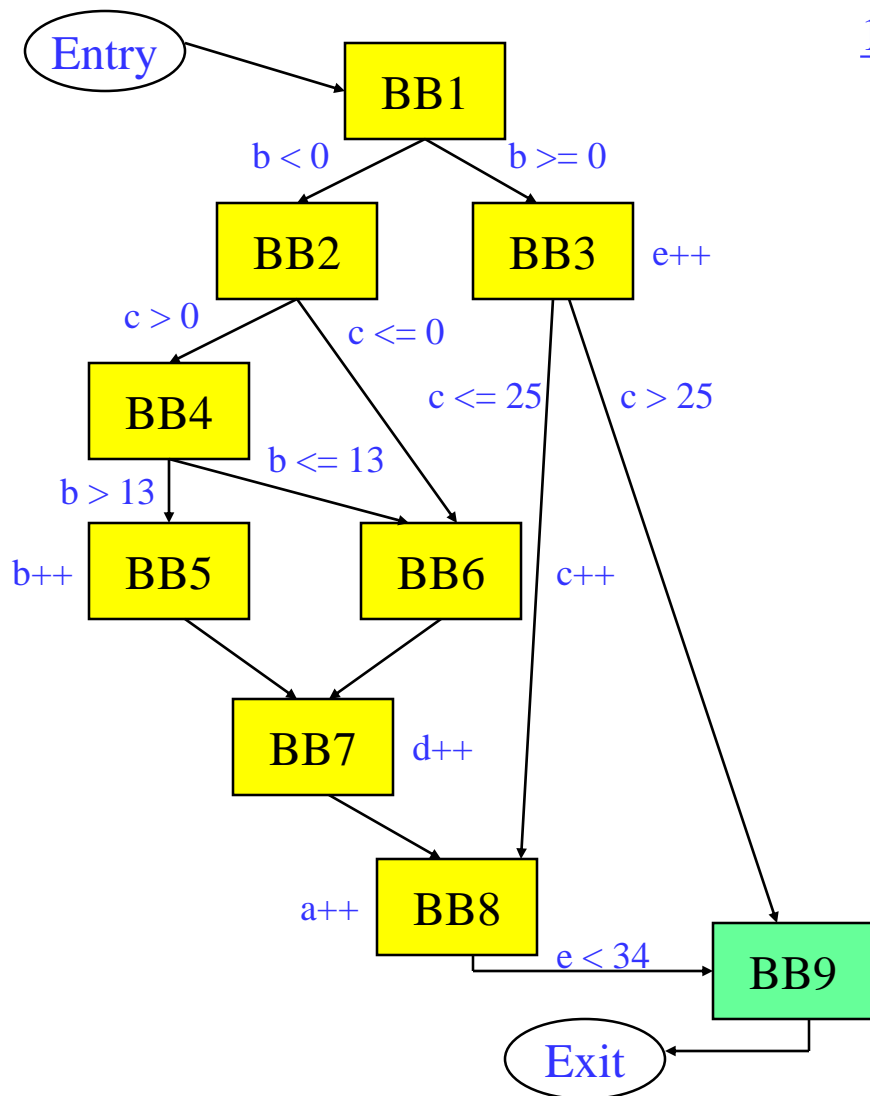 Entry
BB1
b < 0
b >= 0
BB2
BB3
e++
c > 0
c <= 0
BB4
c <= 25
c > 25
b <= 13
b > 13
b++
BB5
BB6
c++
BB7
d++
a++
BB8
e < 34
BB9
Exit